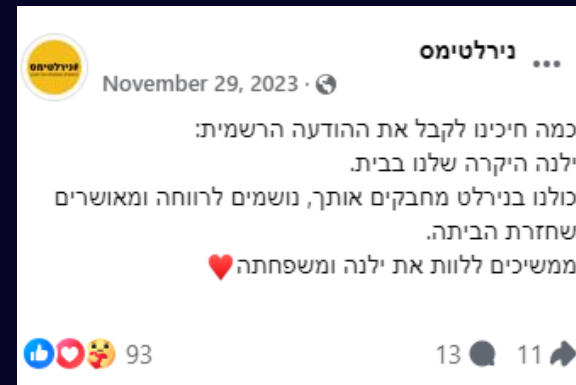 נירלטימס
November 29, 2023
כמה חיכינו לקבל את ההודעה הרשמית:
ילנה היקרה שלנו בבית.
כולנו בנירלט מחבקים אותך, נושמים לרווחה ומאושרים
שחזרת הביתה.
ממשיכים ללוות את ילנה ומשפחתה♥️
93
13 11